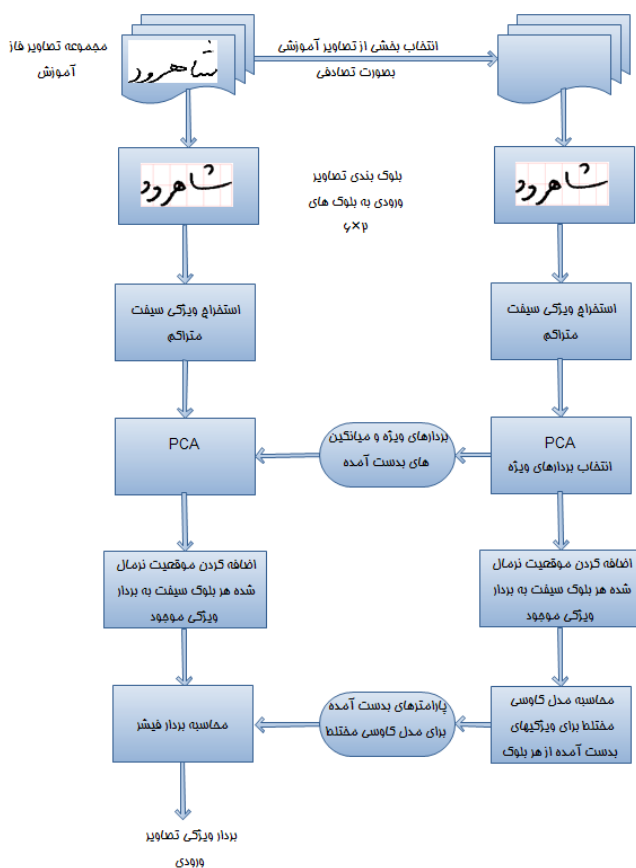 مجموعه تصاویر فاز
آموزش
شاهرود
انتخاب بخشی از تصاویر آموزشی
بصورت تصادفی
شاهرود
بلوک بندی تصاویر
ورودی به بلوک های
۶×۲
شاهرود
استخراج ویژگی سیفت
متراکم
استخراج ویژگی سیفت
متراکم
PCA
بردارهای ویژه و میانگین
های بدست آمده
PCA
انتخاب بردارهای ویژه
اضافه کردن موقعیت نرمال
شده هر بلوک سیفت به بردار
ویژگی موجود
اضافه کردن موقعیت نرمال
شده هر بلوک سیفت به بردار
ویژگی موجود
محاسبه بردار فیشر
پارامترهای بدست آمده
برای مدل گاوسی مختلط
محاسبه مدل گاوسی
مختلط برای ویژگیهای
بدست آمده از هر بلوک
بردار ویژگی تصاویر
ورودی